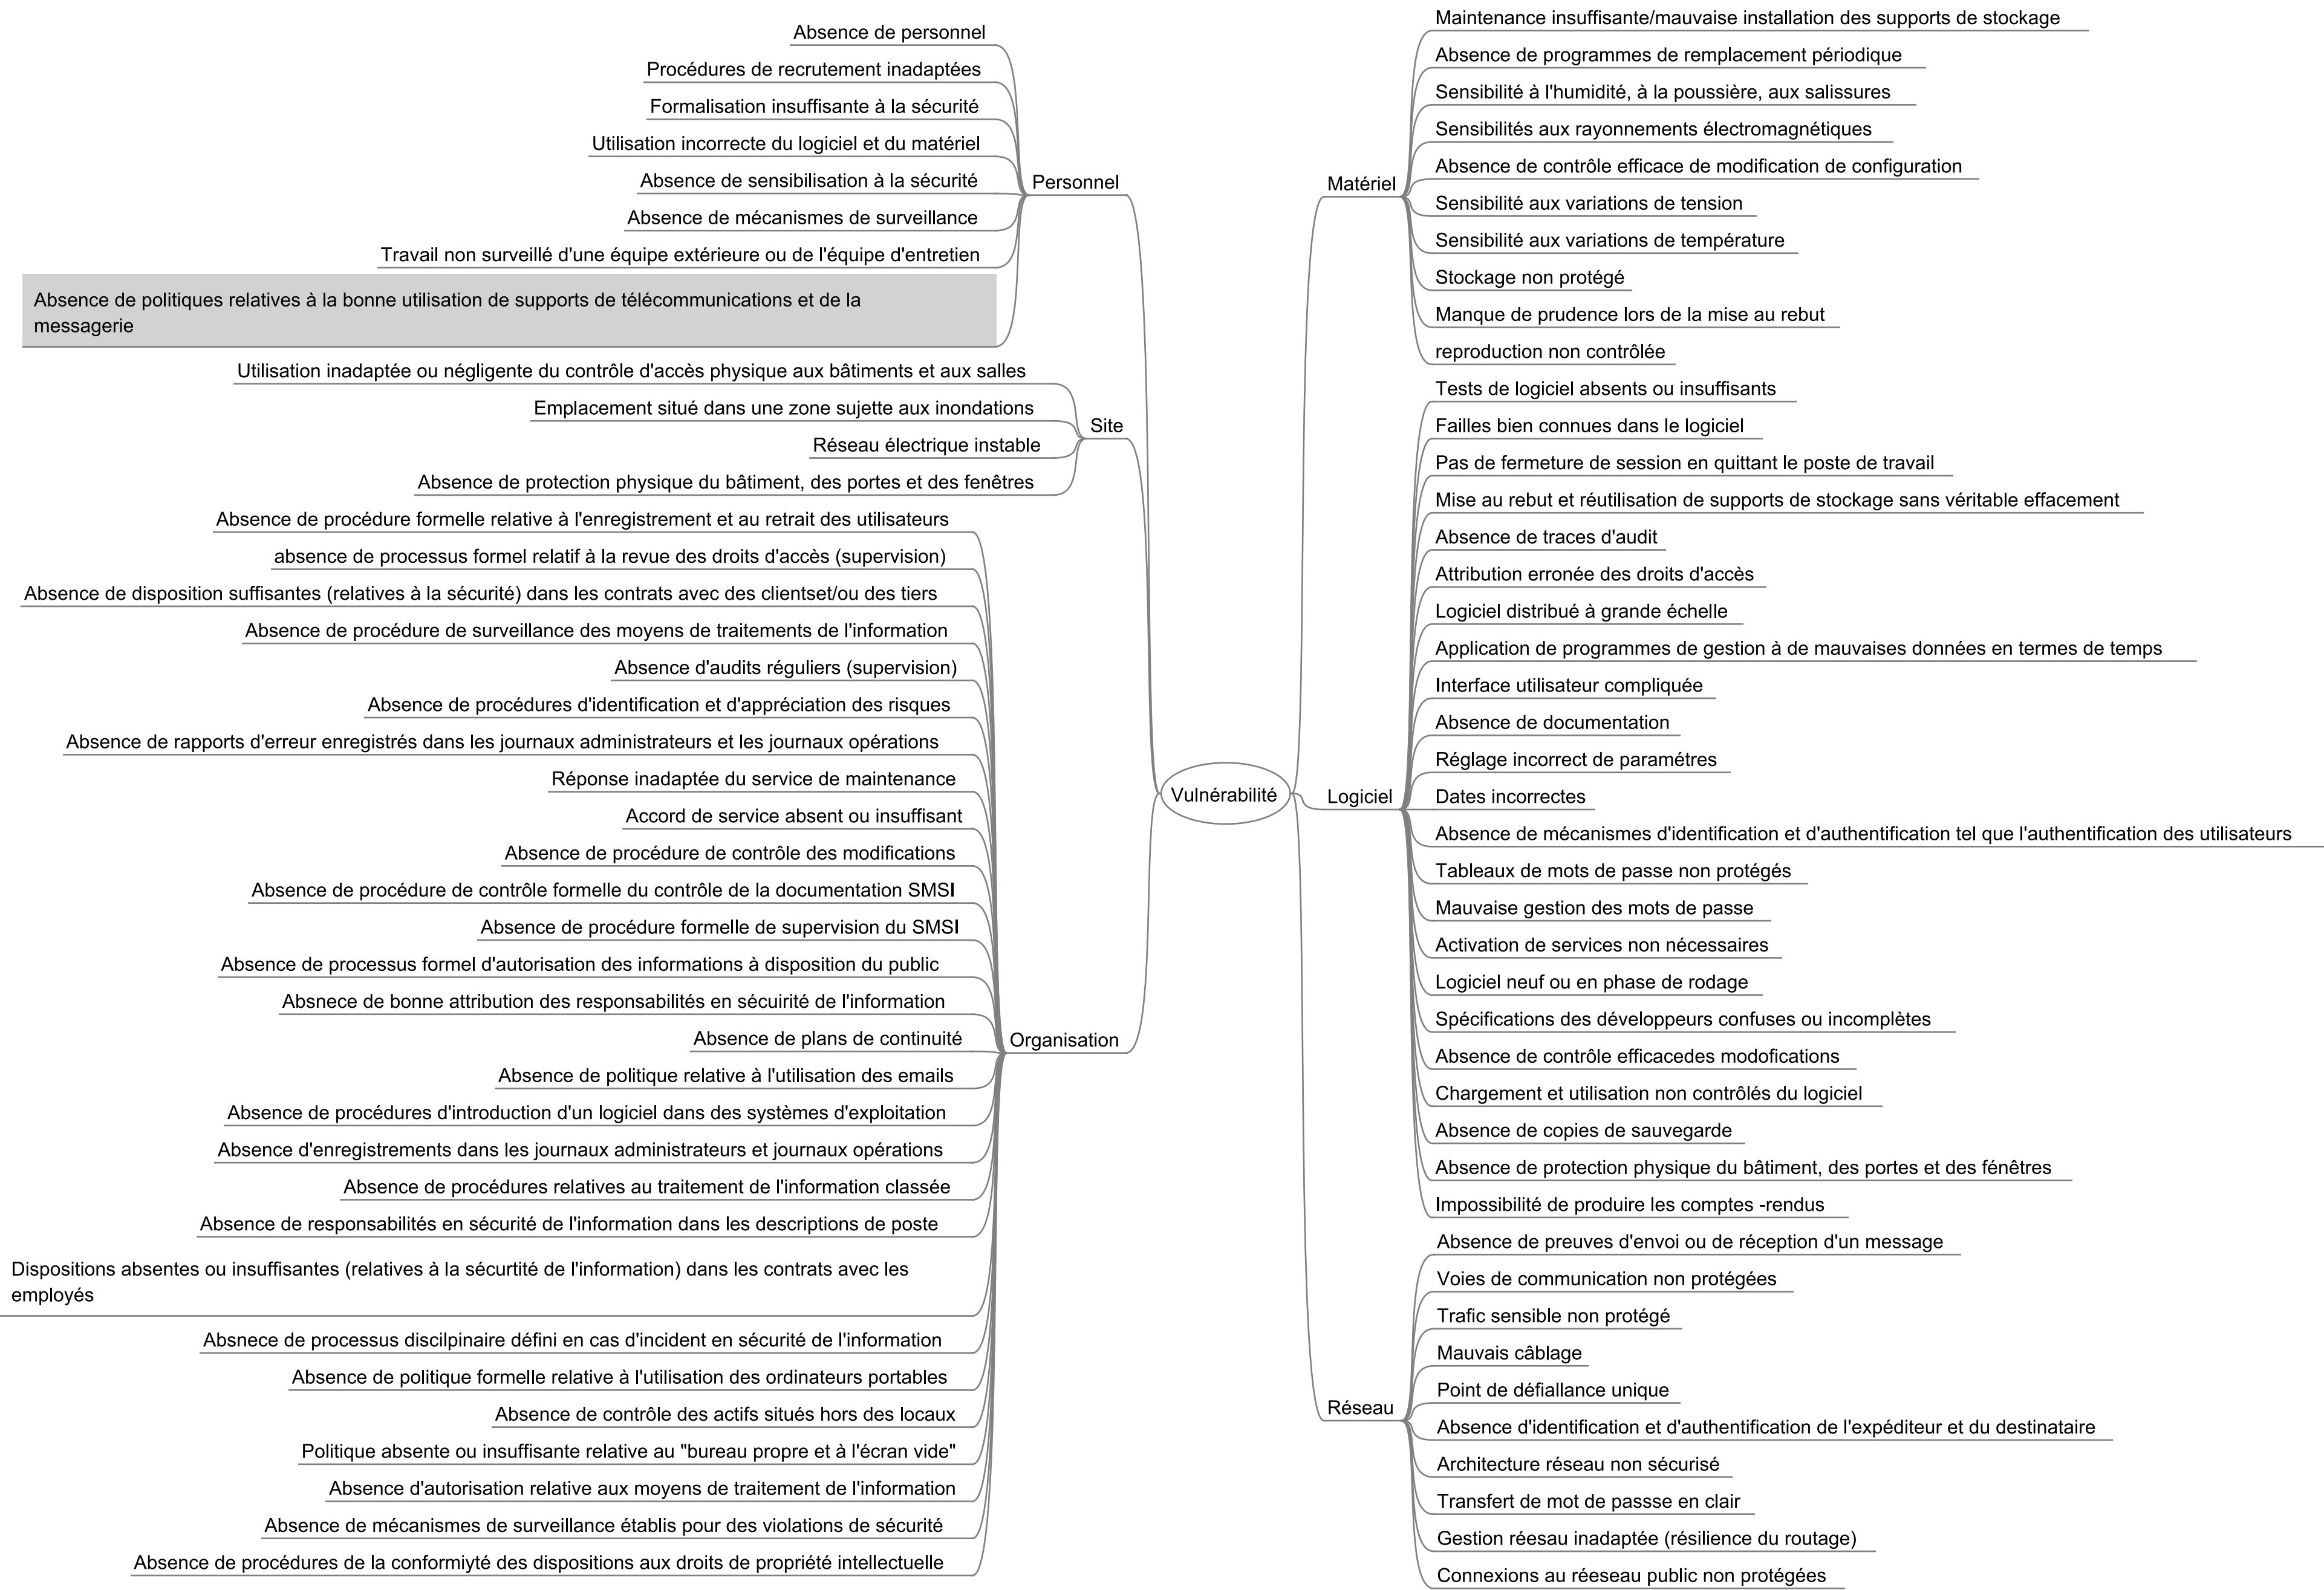 Absence de personnel
Procédures de recrutement inadaptées
Formalisation insuffisante à la sécurité
Utilisation incorrecte du logiciel et du matériel
Absence de sensibilisation à la sécurité
Absence de mécanismes de surveillance
Travail non surveillé d'une équipe extérieure ou de l'équipe d'entretien
Absence de politiques relatives à la bonne utilisation de supports de télécommunications et de la
messagerie
Personnel
Utilisation inadaptée ou négligente du contrôle d'accès physique aux bâtiments et aux salles
Emplacement situé dans une zone sujette aux inondations
Réseau électrique instable
Absence de protection physique du bâtiment, des portes et des fenêtres
Site
Absence de procédure formelle relative à l'enregistrement et au retrait des utilisateurs
absence de processus formel relatif à la revue des droits d'accès (supervision)
Absence de disposition suffisantes (relatives à la sécurité) dans les contrats avec des clientset/ou des tiers
Absence de procédure de surveillance des moyens de traitements de l'information
Absence d'audits réguliers (supervision)
Absence de procédures d'identification et d'appréciation des risques
Absence de rapports d'erreur enregistrés dans les journaux administrateurs et les journaux opérations
Réponse inadaptée du service de maintenance
Accord de service absent ou insuffisant
Absence de procédure de contrôle des modifications
Absence de procédure de contrôle formelle du contrôle de la documentation SMSI
Absence de procédure formelle de supervision du SMSI
Absence de processus formel d'autorisation des informations à disposition du public
Absnece de bonne attribution des responsabilités en sécuirité de l'information
Absence de plans de continuité
Absence de politique relative à l'utilisation des emails
Absence de procédures d'introduction d'un logiciel dans des systèmes d'exploitation
Absence d'enregistrements dans les journaux administrateurs et journaux opérations
Absence de procédures relatives au traitement de l'information classée
Absence de responsabilités en sécurité de l'information dans les descriptions de poste
Dispositions absentes ou insuffisantes (relatives à la sécurtité de l'information) dans les contrats avec les
employés
Absnece de processus discilpinaire défini en cas d'incident en sécurité de l'information
Absence de politique formelle relative à l'utilisation des ordinateurs portables
Absence de contrôle des actifs situés hors des locaux
Politique absente ou insuffisante relative au "bureau propre et à l'écran vide"
Absence d'autorisation relative aux moyens de traitement de l'information
Absence de mécanismes de surveillance établis pour des violations de sécurité
Absence de procédures de la conformiyté des dispositions aux droits de propriété intellectuelle
Organisation
Vulnérabilité
Maintenance insuffisante/mauvaise installation des supports de stockage
Absence de programmes de remplacement périodique
Sensibilité à l'humidité, à la poussière, aux salissures
Sensibilités aux rayonnements électromagnétiques
Absence de contrôle efficace de modification de configuration
Sensibilité aux variations de tension
Sensibilité aux variations de température
Stockage non protégé
Manque de prudence lors de la mise au rebut
reproduction non contrôlée
Matériel
Tests de logiciel absents ou insuffisants
Failles bien connues dans le logiciel
Pas de fermeture de session en quittant le poste de travail
Mise au rebut et réutilisation de supports de stockage sans véritable effacement
Absence de traces d'audit
Attribution erronée des droits d'accès
Logiciel distribué à grande échelle
Application de programmes de gestion à de mauvaises données en termes de temps
Interface utilisateur compliquée
Absence de documentation
Réglage incorrect de paramétres
Dates incorrectes
Absence de mécanismes d'identification et d'authentification tel que l'authentification des utilisateurs
Tableaux de mots de passe non protégés
Mauvaise gestion des mots de passe
Activation de services non nécessaires
Logiciel neuf ou en phase de rodage
Spécifications des développeurs confuses ou incomplètes
Absence de contrôle efficacedes modofications
Chargement et utilisation non contrôlés du logiciel
Absence de copies de sauvegarde
Absence de protection physique du bâtiment, des portes et des fénêtres
Impossibilité de produire les comptes -rendus
Logiciel
Absence de preuves d'envoi ou de réception d'un message
Voies de communication non protégées
Trafic sensible non protégé
Mauvais câblage
Point de défiallance unique
Absence d'identification et d'authentification de l'expéditeur et du destinataire
Architecture réseau non sécurisé
Transfert de mot de passse en clair
Gestion réesau inadaptée (résilience du routage)
Connexions au réeseau public non protégées
Réseau